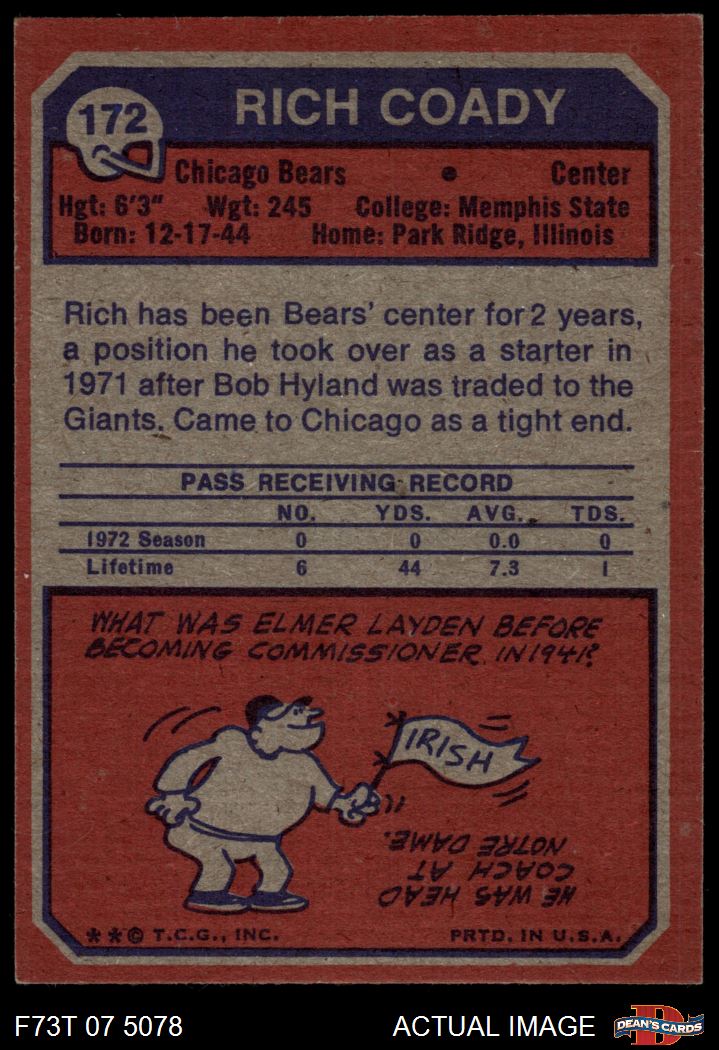 172
RICH COADY
Chicago Bears • Center
Hgt: 6'3" Wgt: 245 College: Memphis State
Born: 12-17-44 Home: Park Ridge, Illinois
Rich has been Bears' center for 2 years,
a position he took over as a starter in
1971 after Bob Hyland was traded to the
Giants. Came to Chicago as a tight end.
PASS RECEIVING RECORD
NO. YDS. AVG. TDS.
1972 Season 0 0 0.0 0
Lifetime 6 44 7.3 1
WHAT WAS ELMER LAYDEN BEFORE
BECOMING COMMISSIONER IN 1941?
IRISH
HE WAS HEAD
COACH AT
NOTRE DAME.
** © T.C.G., INC. PRTD. IN U.S.A.
F73T 07 5078 ACTUAL IMAGE
D
DEAN'S CARDS